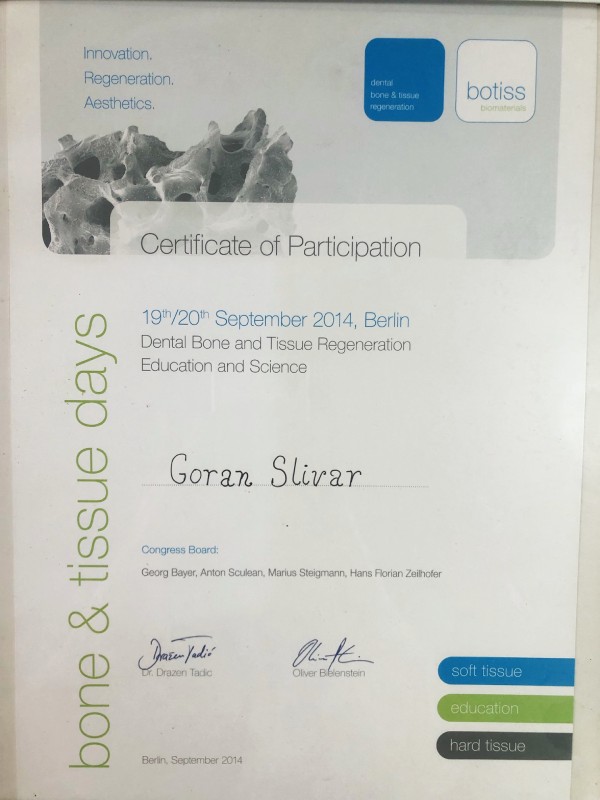 Innovation.
Regeneration.
Aesthetics.
dental
bone & tissue
regeneration
botiss
biomaterials
Certificate of Participation
19th/20th September 2014, Berlin
Dental Bone and Tissue Regeneration
Education and Science
bone & tissue days
Goran Slivar
Congress Board:
Georg Bayer, Anton Sculean, Marius Steigmann, Hans Florian Zeilhofer
Drazen Tadić
Dr. Drazen Tadic
Oliver Bielenstein
soft tissue
education
hard tissue
Berlin, September 2014